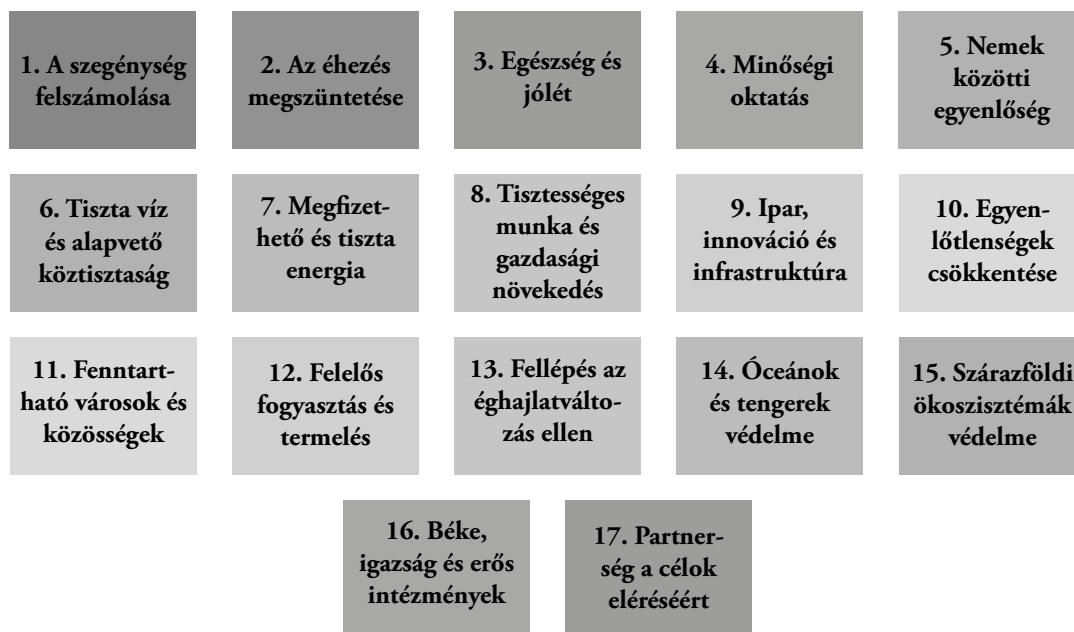 1. A szegénység
felszámolása
2. Az éhezés
megszüntetése
3. Egészség és
jólét
4. Minőségi
oktatás
5. Nemek
közötti
egyenlőség
6. Tiszta víz
és alapvető
köztisztaság
7. Megfizet-
hető és tiszta
energia
8. Tisztességes
munka és
gazdasági
növekedés
9. Ipar,
innováció és
infrastruktúra
10. Egyen-
lőtlenségek
csökkentése
11. Fenntart-
ható városok és
közösségek
12. Felelős
fogyasztás és
termelés
13. Fellépés az
éghajlatválto-
zás ellen
14. Óceánok
és tengerek
védelme
15. Szárazföldi
ökoszisztémák
védelme
16. Béke,
igazság és erős
intézmények
17. Partner-
ség a célok
eléréséért